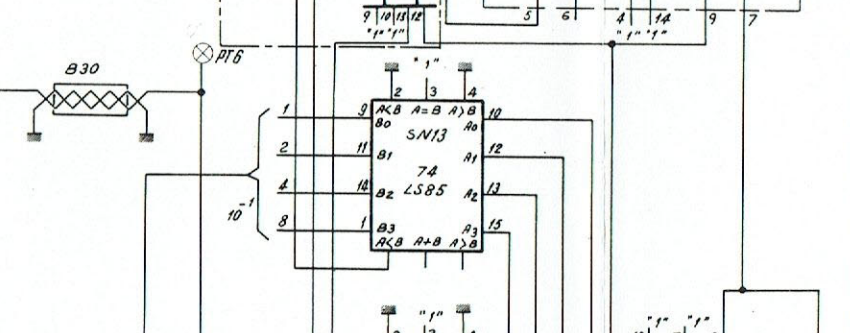 9 10 13 12
"1" "1"
5 6 4 14 9 7
"1" "1"
PT6
B30
"1"
2 3 4
1 9 A<B A=B A>B 10
B0 A0
SN13
2 11 B1 A1 12
74
4 14 B2 LS85 A2 13
10⁻¹
8 1 B3 A3 15
A<B A+B A>B
"1"
"1" "1"